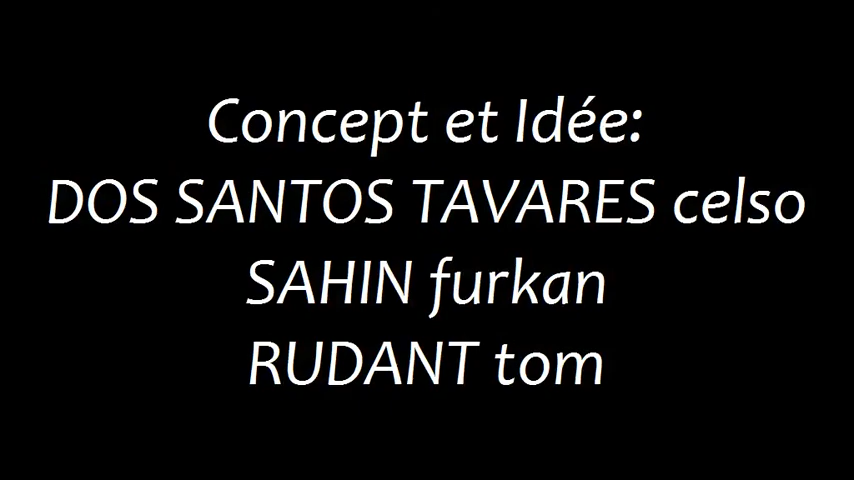 Concept et Idée:
DOS SANTOS TAVARES celso
SAHIN furkan
RUDANT tom